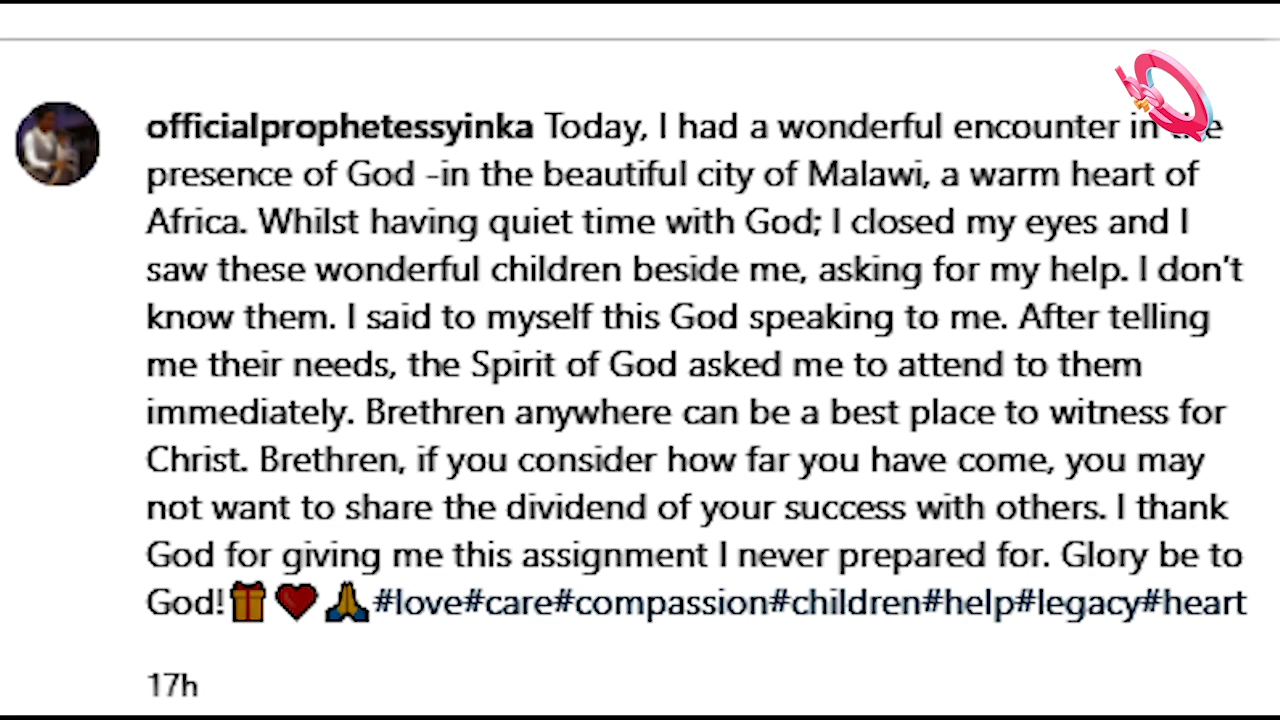 officialprophetessyinka Today, I had a wonderful encounter in the
presence of God -in the beautiful city of Malawi, a warm heart of
Africa. Whilst having quiet time with God; I closed my eyes and I
saw these wonderful children beside me, asking for my help. I don't
know them. I said to myself this God speaking to me. After telling
me their needs, the Spirit of God asked me to attend to them
immediately. Brethren anywhere can be a best place to witness for
Christ. Brethren, if you consider how far you have come, you may
not want to share the dividend of your success with others. I thank
God for giving me this assignment I never prepared for. Glory be to
God!🎁❤️🙏#love#care#compassion#children#help#legacy#heart
17h